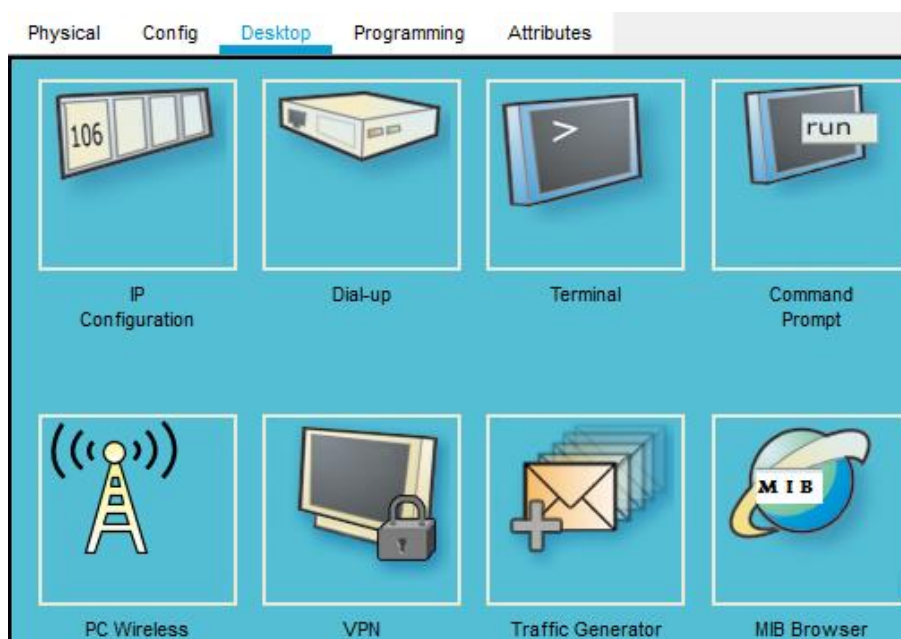 Physical Config Desktop Programming Attributes
106
>
run
IP
Configuration
Dial-up
Terminal
Command
Prompt
MIB
PC Wireless
VPN
Traffic Generator
MIB Browser